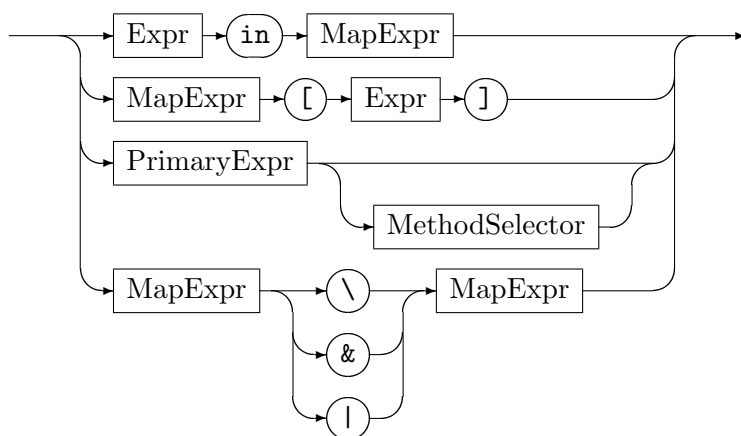 Expr in MapExpr
MapExpr [ Expr ]
PrimaryExpr
MethodSelector
MapExpr \ MapExpr
&
|